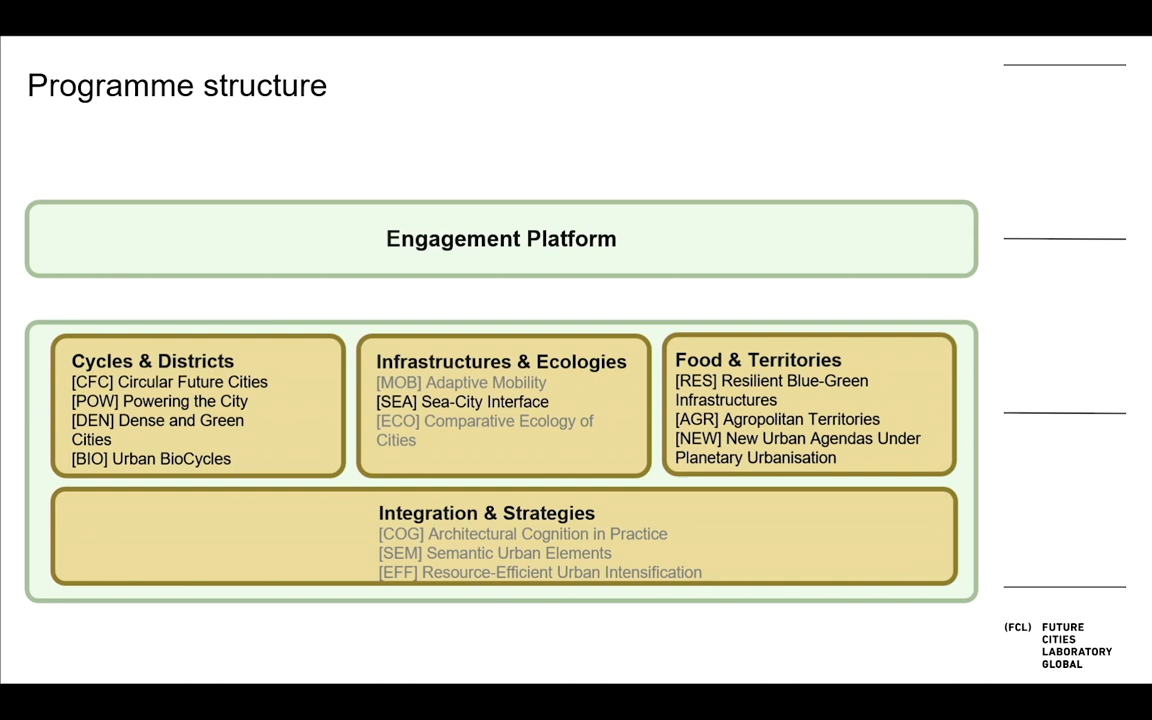 Programme structure
Engagement Platform
Cycles & Districts
[CFC] Circular Future Cities
[POW] Powering the City
[DEN] Dense and Green
Cities
[BIO] Urban BioCycles
Infrastructures & Ecologies
[MOB] Adaptive Mobility
[SEA] Sea-City Interface
[ECO] Comparative Ecology of
Cities
Food & Territories
[RES] Resilient Blue-Green
Infrastructures
[AGR] Agropolitan Territories
[NEW] New Urban Agendas Under
Planetary Urbanisation
Integration & Strategies
[COG] Architectural Cognition in Practice
[SEM] Semantic Urban Elements
[EFF] Resource-Efficient Urban Intensification
(FCL) FUTURE
CITIES
LABORATORY
GLOBAL